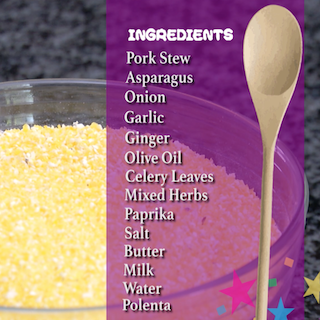 INGREDIENTS
Pork Stew
Asparagus
Onion
Garlic
Ginger
Olive Oil
Celery Leaves
Mixed Herbs
Paprika
Salt
Butter
Milk
Water
Polenta